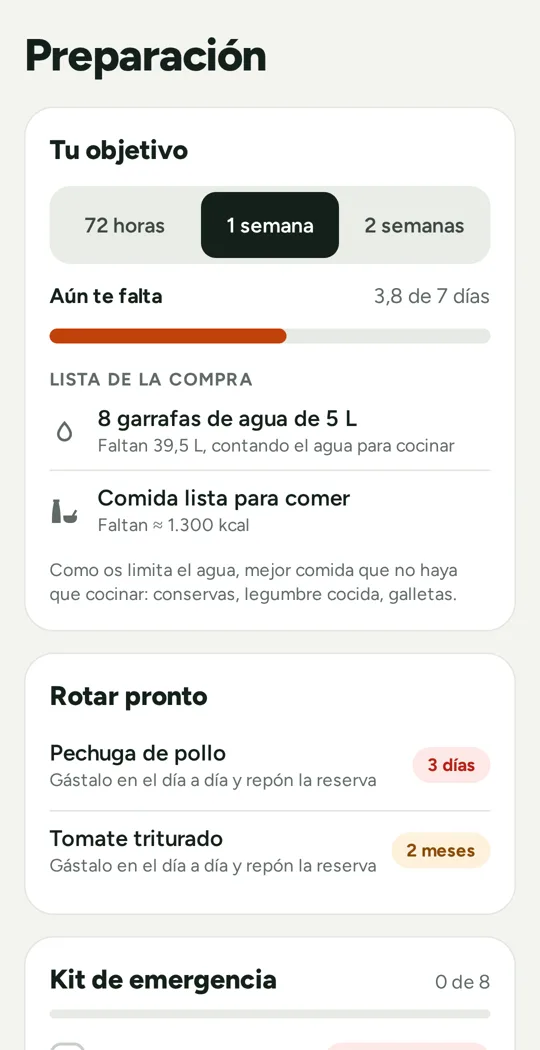 Preparación
Tu objetivo
72 horas
1 semana
2 semanas
Aún te falta
3,8 de 7 días
LISTA DE LA COMPRA
8 garrafas de agua de 5 L
Faltan 39,5 L, contando el agua para cocinar
Comida lista para comer
Faltan ≈ 1.300 kcal
Como os limita el agua, mejor comida que no haya
que cocinar: conservas, legumbre cocida, galletas.
Rotar pronto
Pechuga de pollo
3 días
Gástalo en el día a día y repón la reserva
Tomate triturado
2 meses
Gástalo en el día a día y repón la reserva
Kit de emergencia
0 de 8